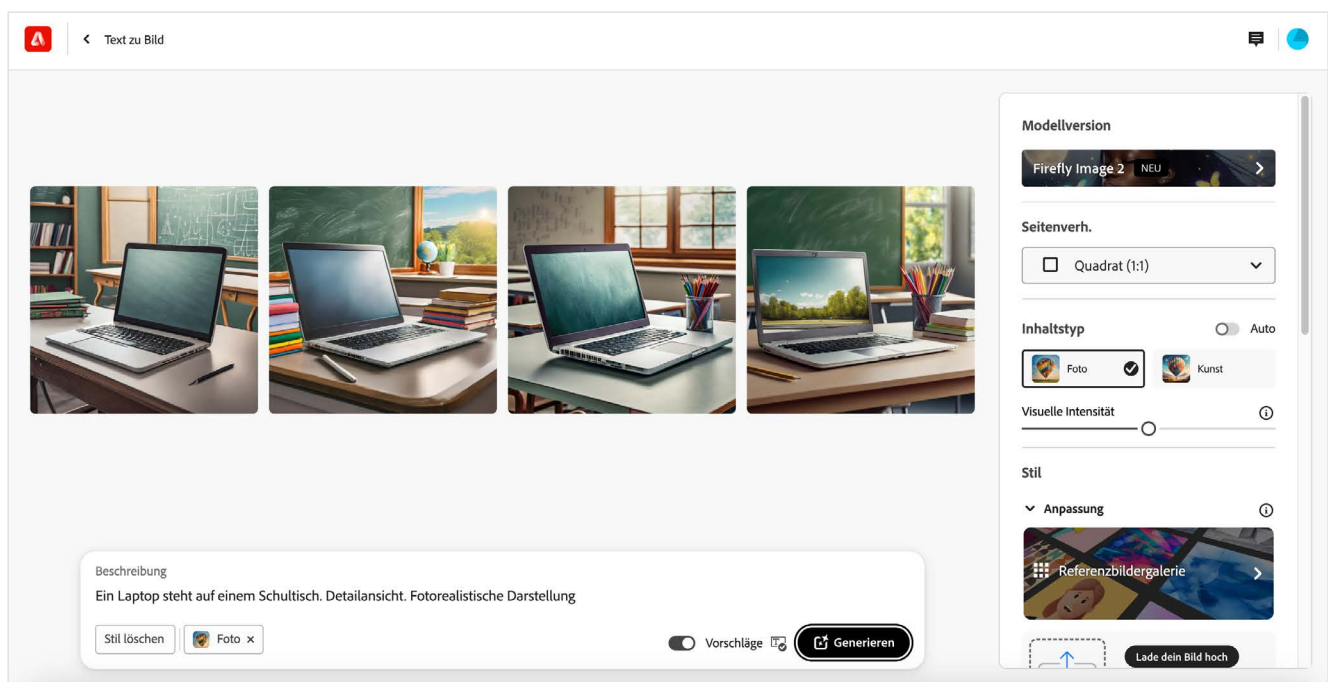 Text zu Bild
Modellversion
Firefly Image 2 NEU
Seitenverh.
Quadrat (1:1)
Inhaltstyp
Auto
Foto
Kunst
Visuelle Intensität
Stil
Anpassung
Referenzbildergalerie
Lade dein Bild hoch
Beschreibung
Ein Laptop steht auf einem Schultisch. Detailansicht. Fotorealistische Darstellung
Stil löschen
Foto ×
Vorschläge
Generieren